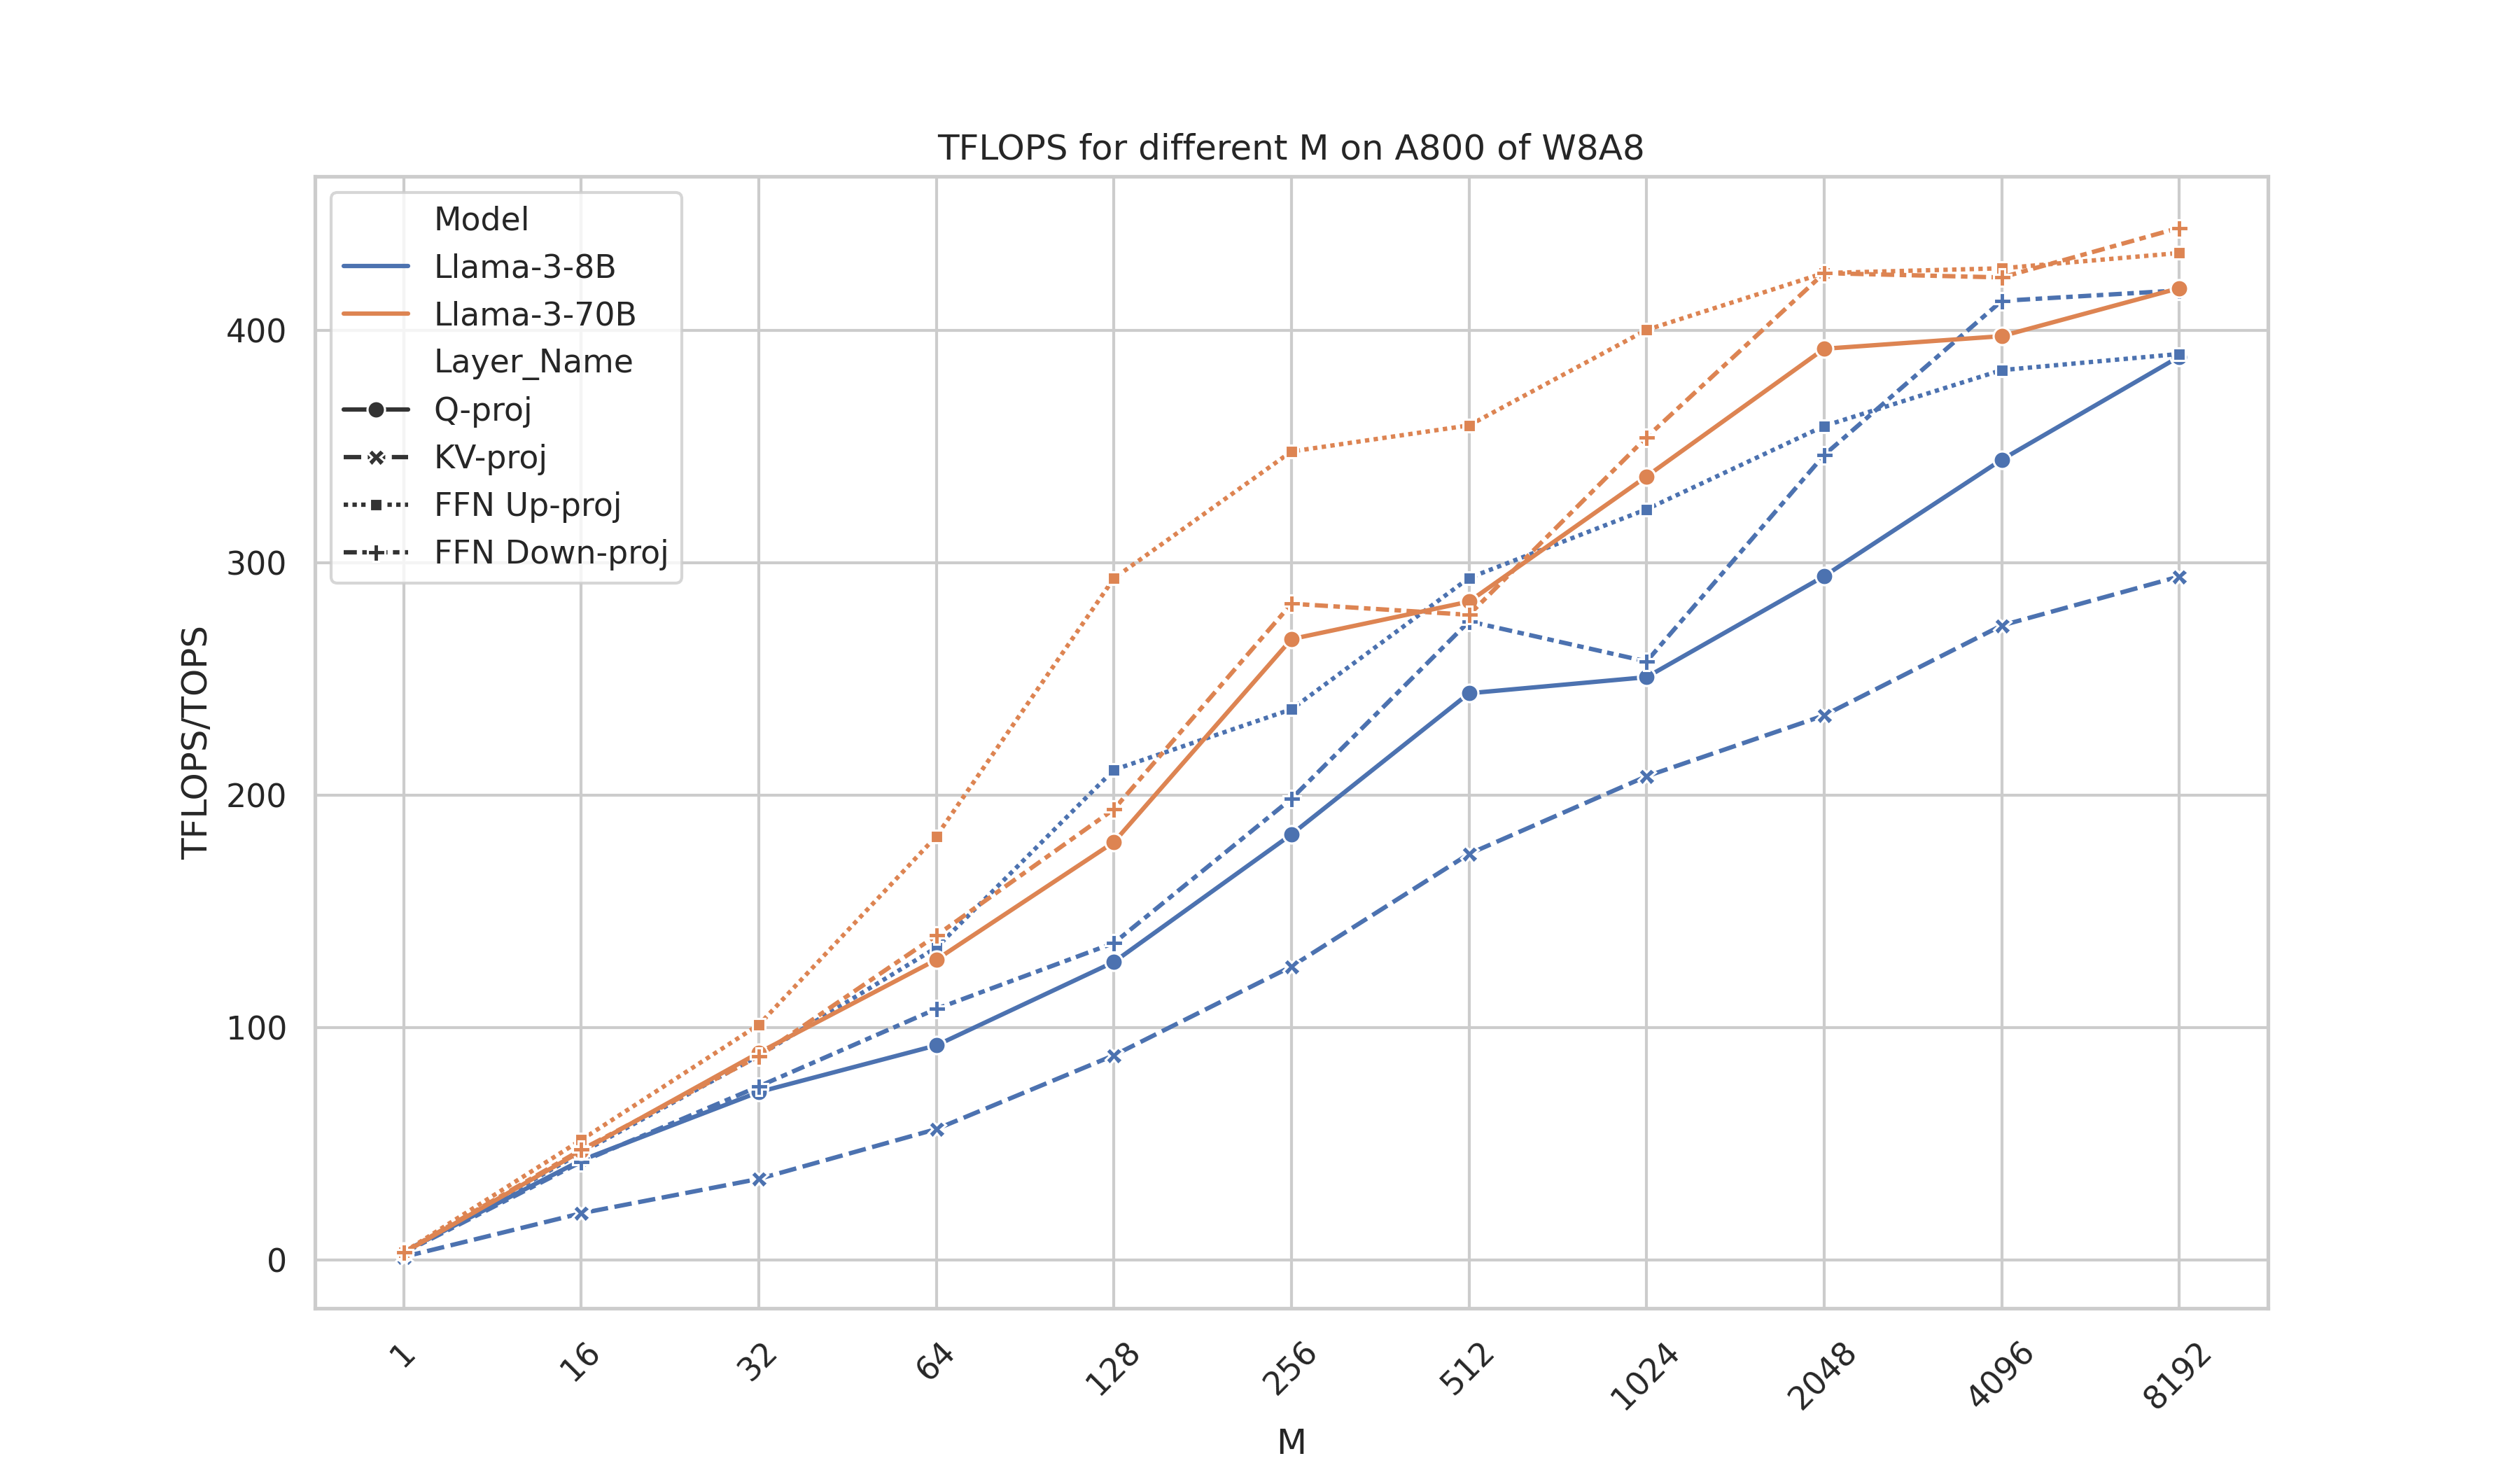 TFLOPS for different M on A800 of W8A8
Model
Llama-3-8B
Llama-3-70B
Layer_Name
Q-proj
KV-proj
FFN Up-proj
FFN Down-proj
TFLOPS/TOPS
400
300
200
100
0
1 16 32 64 128 256 512 1024 2048 4096 8192
M